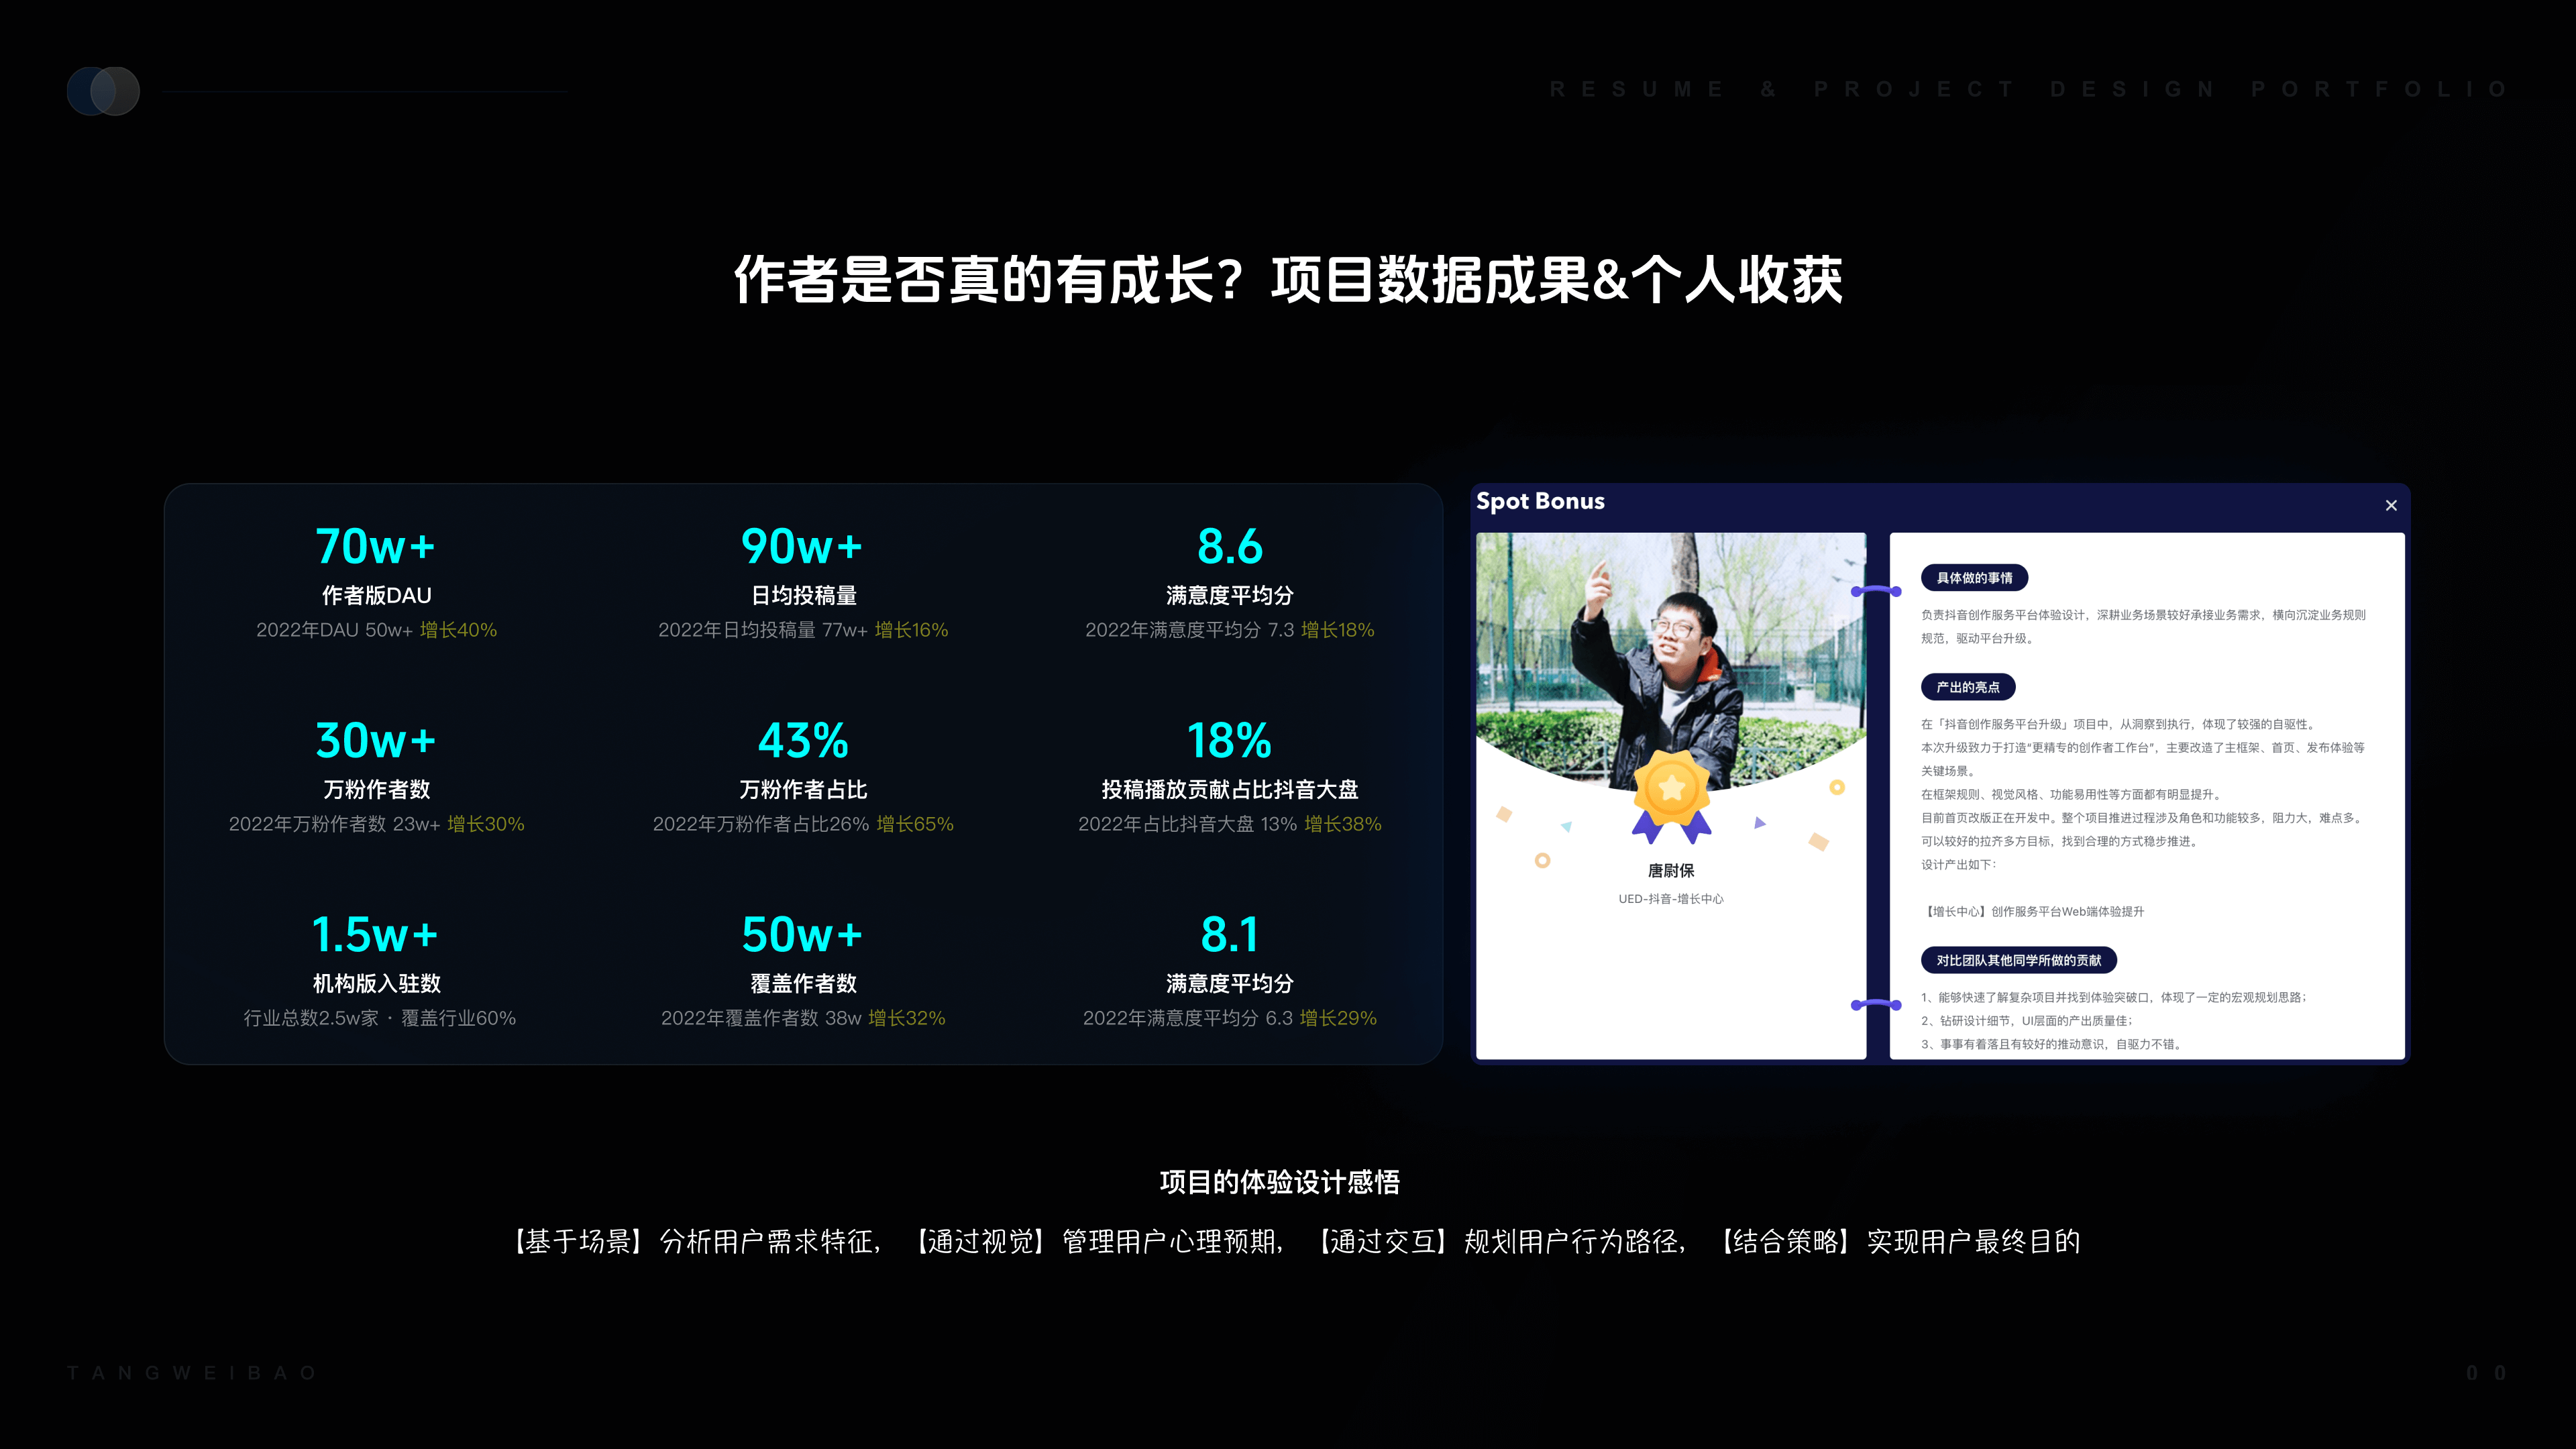 RESUME & PROJECT DESIGN PORTFOLIO
作者是否真的有成长？项目数据成果&个人收获
70w+
作者版DAU
2022年DAU 50w+ 增长40%
90w+
日均投稿量
2022年日均投稿量 77w+ 增长16%
8.6
满意度平均分
2022年满意度平均分 7.3 增长18%
30w+
万粉作者数
2022年万粉作者数 23w+ 增长30%
43%
万粉作者占比
2022年万粉作者占比26% 增长65%
18%
投稿播放贡献占比抖音大盘
2022年占比抖音大盘 13% 增长38%
1.5w+
机构版入驻数
行业总数2.5w家 · 覆盖行业60%
50w+
覆盖作者数
2022年覆盖作者数 38w 增长32%
8.1
满意度平均分
2022年满意度平均分 6.3 增长29%
Spot Bonus
唐尉保
UED-抖音-增长中心
具体做的事情
负责抖音创作服务平台体验设计，深耕业务场景较好承接业务需求，横向沉淀业务规则
规范，驱动平台升级。
产出的亮点
在「抖音创作服务平台升级」项目中，从洞察到执行，体现了较强的自驱性。
本次升级致力于打造“更精专的创作者工作台”，主要改造了主框架、首页、发布体验等
关键场景。
在框架规则、视觉风格、功能易用性等方面都有明显提升。
目前首页改版正在开发中。整个项目推进过程涉及角色和功能较多，阻力大，难点多。
可以较好的拉齐多方目标，找到合理的方式稳步推进。
设计产出如下：
【增长中心】创作服务平台Web端体验提升
对比团队其他同学所做的贡献
1、能够快速了解复杂项目并找到体验突破口，体现了一定的宏观规划思路；
2、钻研设计细节，UI层面的产出质量佳；
3、事事有着落且有较好的推动意识，自驱力不错。
项目的体验设计感悟
【基于场景】分析用户需求特征，【通过视觉】管理用户心理预期，【通过交互】规划用户行为路径，【结合策略】实现用户最终目的
TANGWEIBAO
00